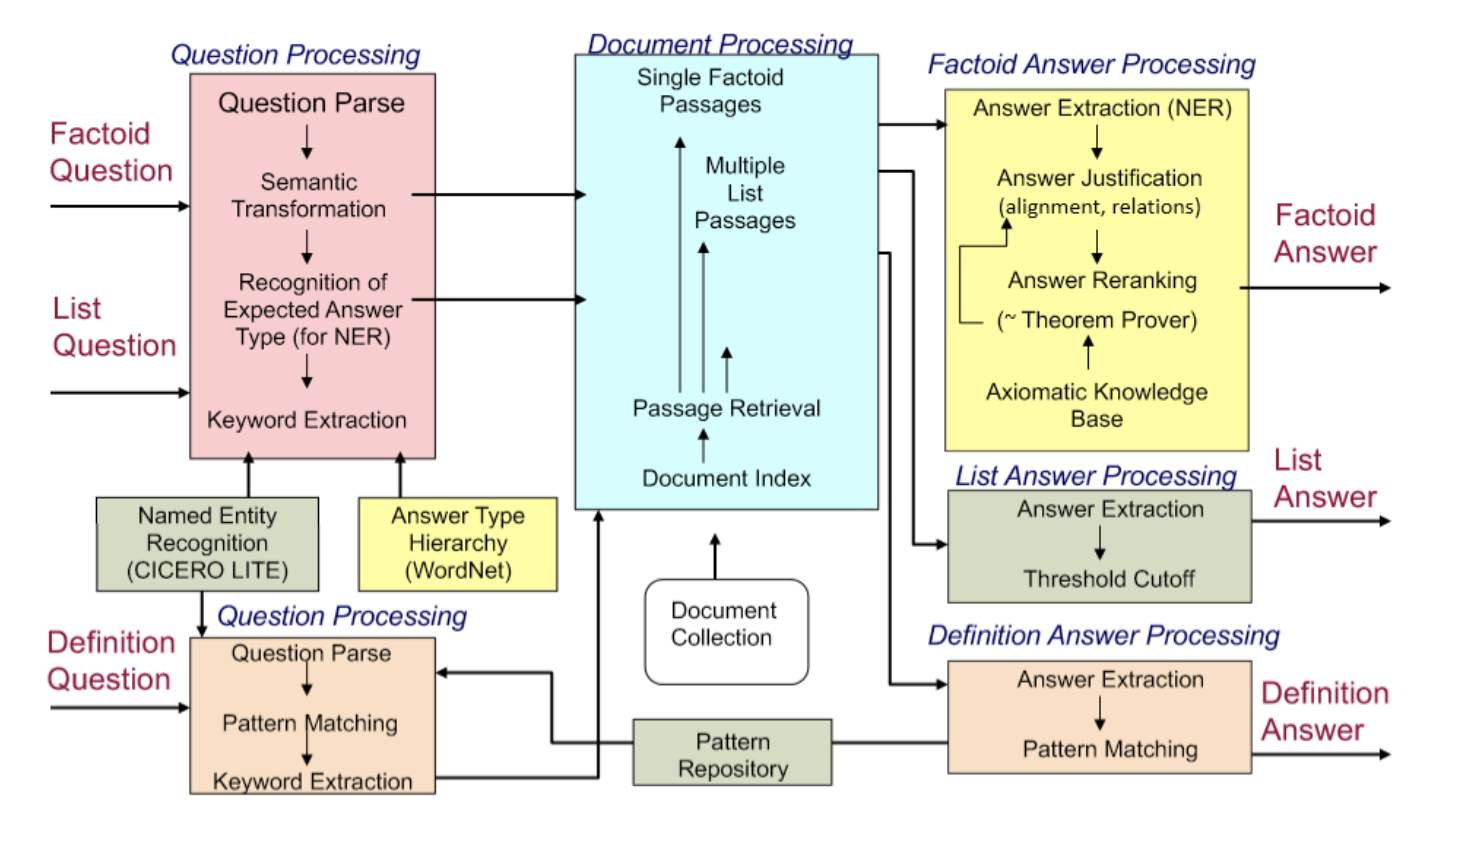 Question Processing
Question Parse
Semantic
Transformation
Recognition of
Expected Answer
Type (for NER)
Keyword Extraction
Factoid
Question
List
Question
Named Entity
Recognition
(CICERO LITE)
Answer Type
Hierarchy
(WordNet)
Question Processing
Definition
Question
Question Parse
Pattern Matching
Keyword Extraction
Document Processing
Single Factoid
Passages
Multiple
List
Passages
Passage Retrieval
Document Index
Document
Collection
Pattern
Repository
Factoid Answer Processing
Answer Extraction (NER)
Answer Justification
(alignment, relations)
Answer Reranking
(~ Theorem Prover)
Axiomatic Knowledge
Base
Factoid
Answer
List Answer Processing
Answer Extraction
Threshold Cutoff
List
Answer
Definition Answer Processing
Answer Extraction
Pattern Matching
Definition
Answer